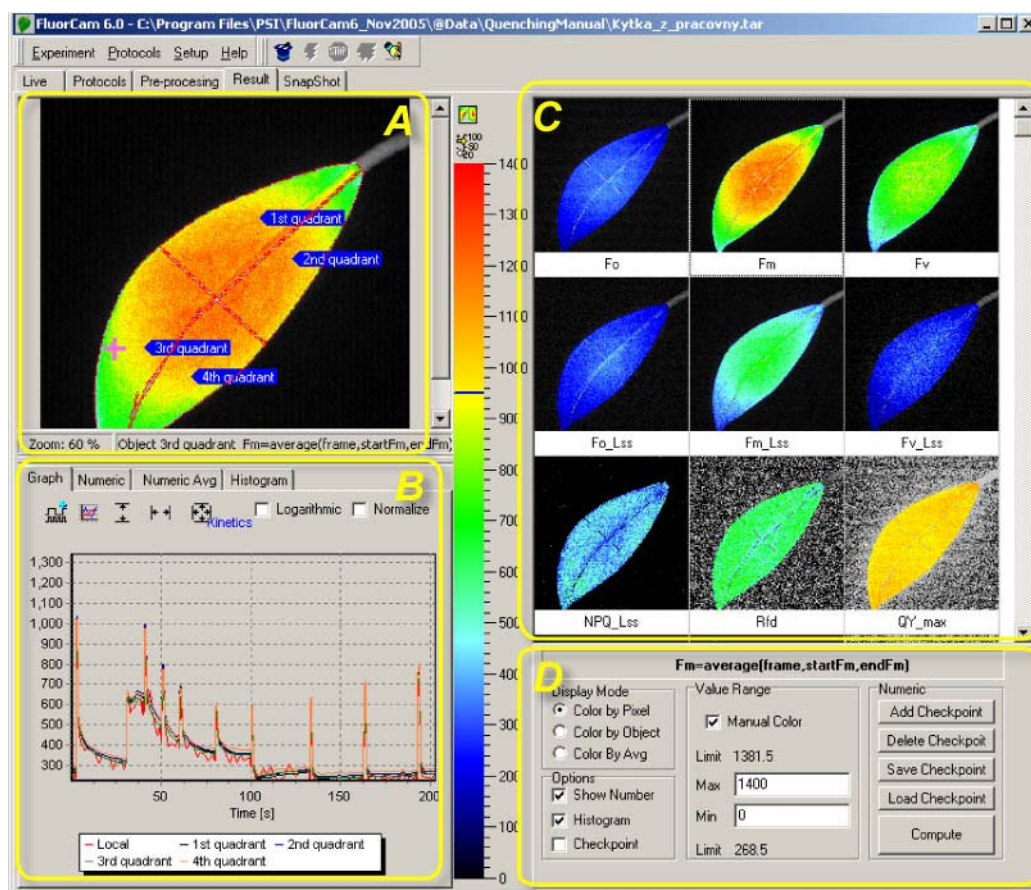 FluorCam 6.0 - C:\Program Files\PSI\FluorCam6_Nov2005\@Data\QuenchingManual\Kytka_z_pracovny.tar
Experiment Protocols Setup Help STOP
Live Protocols Pre-procesing Result SnapShot
A
1st quadrant
2nd quadrant
3rd quadrant
4th quadrant
Zoom: 60 % Object 3rd quadrant Fm=average(frame,startFm,endFm)
100
50
20
1400
1300
1200
1100
1000
900
800
700
600
500
400
300
200
100
0
B
Graph Numeric Numeric Avg Histogram
Logarithmic Normalize
Kinetics
1,300
1,200
1,100
1,000
900
800
700
600
500
400
300
50 100 150 200
Time [s]
Local 1st quadrant 2nd quadrant
3rd quadrant 4th quadrant
C
Fo Fm Fv
Fo_Lss Fm_Lss Fv_Lss
NPQ_Lss Rfd QY_max
D
Fm=average(frame,startFm,endFm)
Display Mode
Color by Pixel
Color by Object
Color By Avg
Options
Show Number
Histogram
Checkpoint
Value Range
Manual Color
Limit 1381.5
Max 1400
Min 0
Limit 268.5
Numeric
Add Checkpoint
Delete Checkpoit
Save Checkpoint
Load Checkpoint
Compute